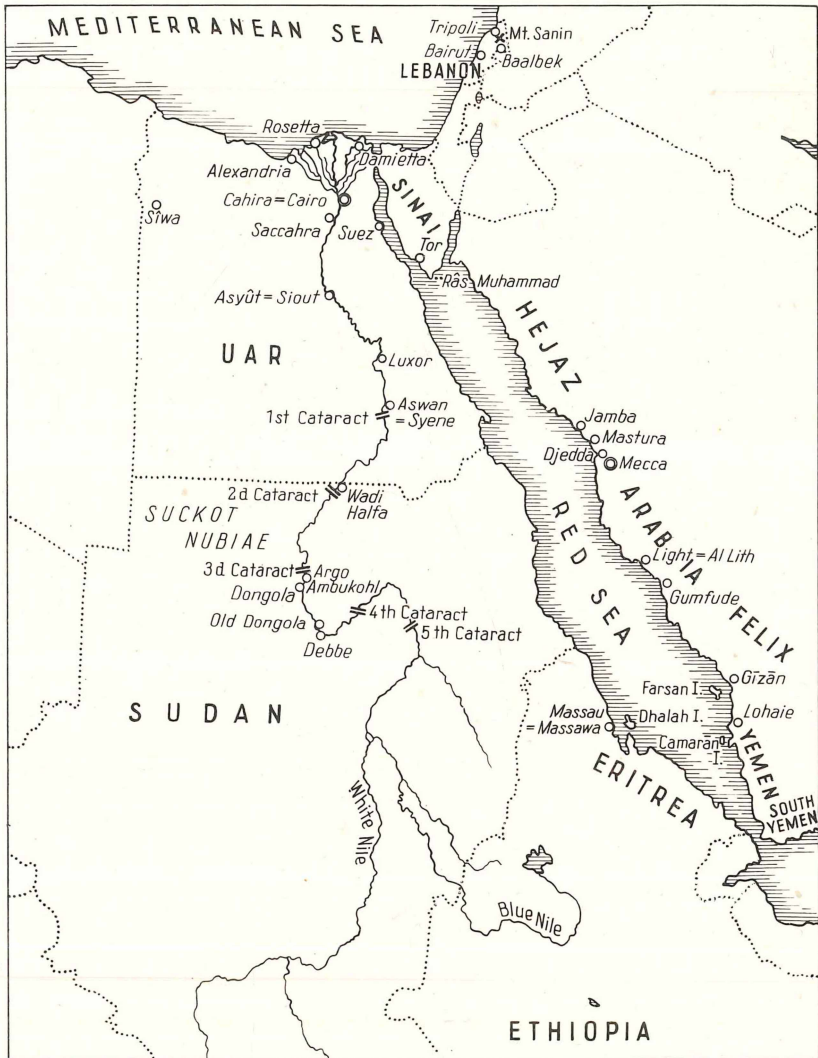 MEDITERRANEAN SEA
Tripoli
Mt. Sanin
Bairut
Baalbek
LEBANON
Rosetta
Damietta
Alexandria
Cahira = Cairo
SINAI
Sîwa
Saccahra
Suez
Tor
Râs Muhammad
Asyût = Siout
HEJAZ
UAR
Luxor
Aswan
= Syene
1st Cataract
Jamba
Mastura
Djedda
Mecca
2d Cataract
Wadi
Halfa
ARABIA FELIX
SUCKOT
NUBIAE
RED SEA
3d Cataract
Argo
Ambukohl
Dongola
Light = Al Lith
Gumfude
4th Cataract
Old Dongola
5th Cataract
Debbe
Gīzān
Farsan I.
SUDAN
Massau
= Massawa
Dhalah I.
Lohaie
Camarān
I.
YEMEN
ERITREA
SOUTH
YEMEN
White Nile
Blue Nile
ETHIOPIA